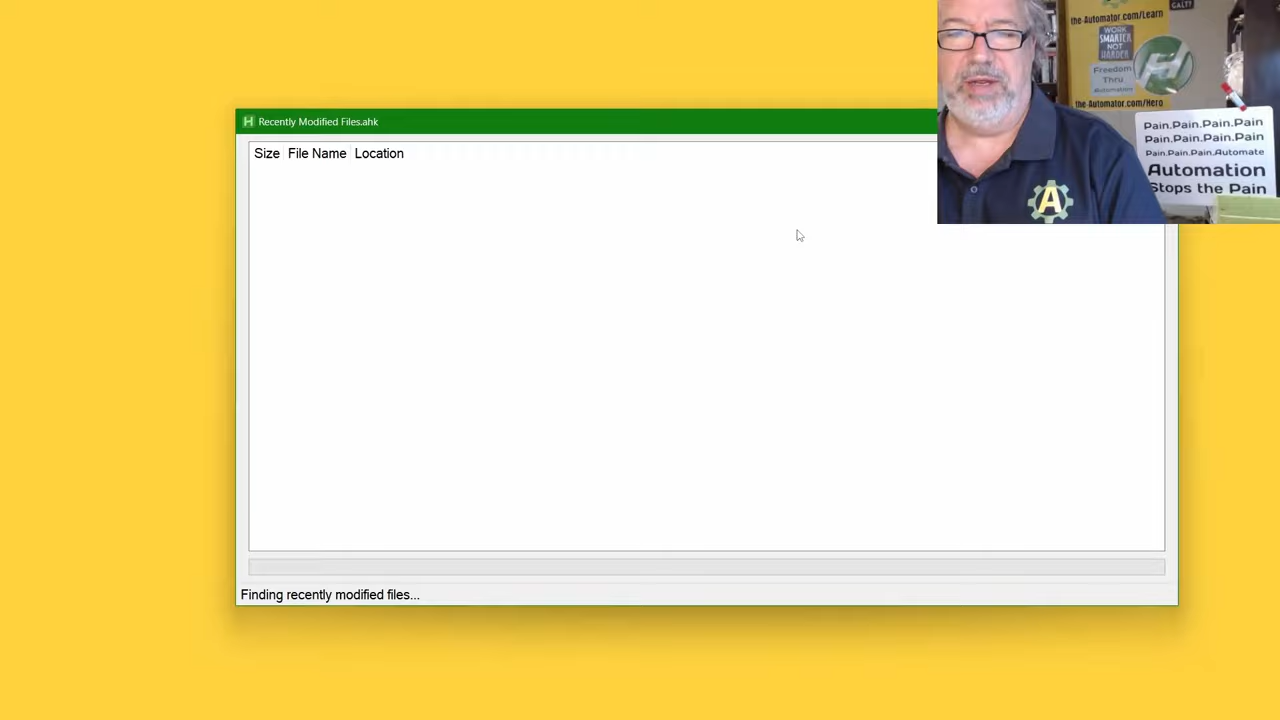 Recently Modified Files.ahk
Size File Name Location
Finding recently modified files...
the-Automator.com/Learn
GALT?
WORK
SMARTER
NOT
HARDER
Freedom
Thru
Automation
the-Automator.com/Hero
Pain.Pain.Pain.Pain
Pain.Pain.Pain.Pain
Pain.Pain.Pain.Automate
Automation
Stops the Pain
A